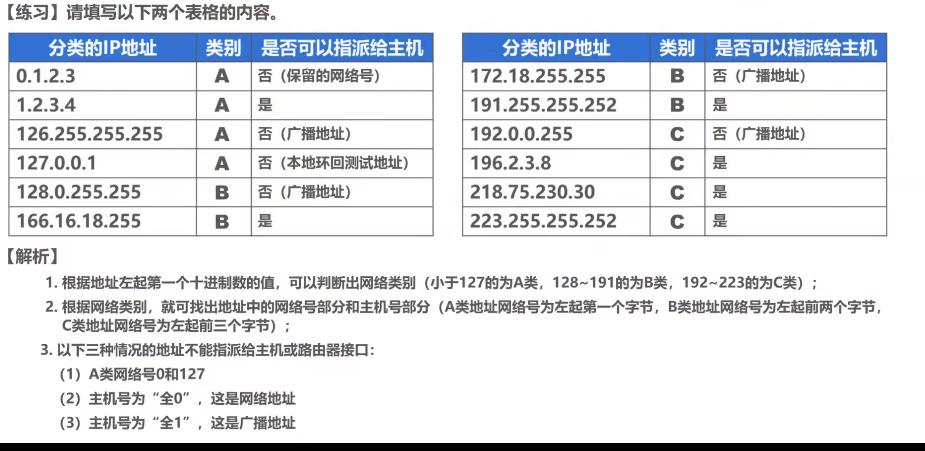 【练习】请填写以下两个表格的内容。
分类的IP地址 类别 是否可以指派给主机
0.1.2.3 A 否（保留的网络号）
1.2.3.4 A 是
126.255.255.255 A 否（广播地址）
127.0.0.1 A 否（本地环回测试地址）
128.0.255.255 B 否（广播地址）
166.16.18.255 B 是
分类的IP地址 类别 是否可以指派给主机
172.18.255.255 B 否（广播地址）
191.255.255.252 B 是
192.0.0.255 C 否（广播地址）
196.2.3.8 C 是
218.75.230.30 C 是
223.255.255.252 C 是
【解析】
1. 根据地址左起第一个十进制数的值，可以判断出网络类别（小于127的为A类，128~191的为B类，192~223的为C类）；
2. 根据网络类别，就可找出地址中的网络号部分和主机号部分（A类地址网络号为左起第一个字节，B类地址网络号为左起前两个字节，
C类地址网络号为左起前三个字节）；
3. 以下三种情况的地址不能指派给主机或路由器接口：
（1）A类网络号0和127
（2）主机号为“全0”，这是网络地址
（3）主机号为“全1”，这是广播地址